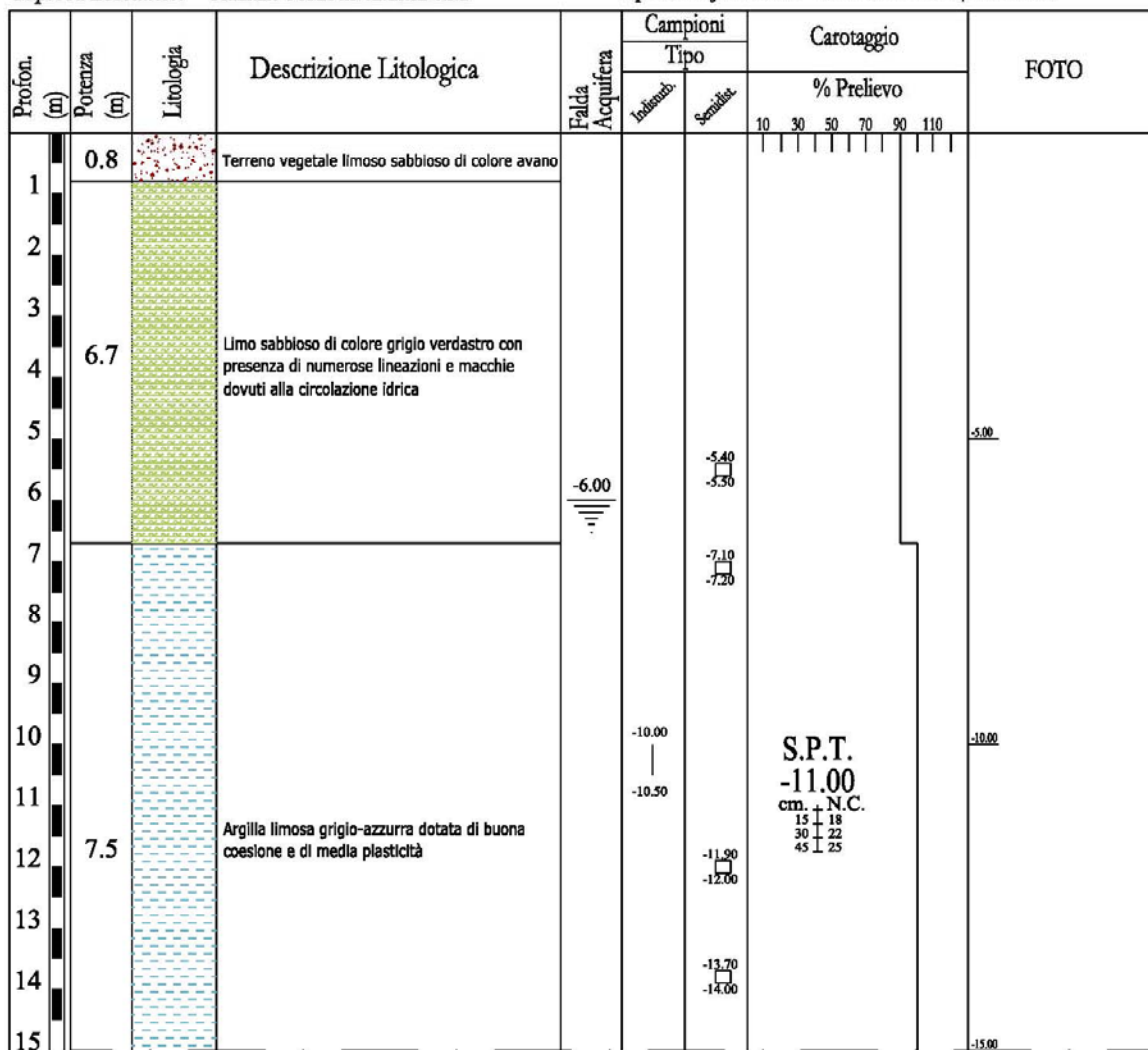 Profon. (m)
Potenza (m)
Litologia
Descrizione Litologica
Falda Acquifera
Campioni
Tipo
Indisturb.
Semidist.
Carotaggio
% Prelievo
10 30 50 70 90 110
FOTO
0.8
Terreno vegetale limoso sabbioso di colore avano
1
2
3
4
5
6
7
8
9
10
11
12
13
14
15
6.7
Limo sabbioso di colore grigio verdastro con
presenza di numerose lineazioni e macchie
dovuti alla circolazione idrica
-6.00
-5.40
-5.50
-7.10
-7.20
-5.00
7.5
Argilla limosa grigio-azzurra dotata di buona
coesione e di media plasticità
-10.00
-10.50
-11.90
-12.00
-13.70
-14.00
S.P.T.
-11.00
cm. N.C.
15 18
30 22
45 25
-10.00
-15.00